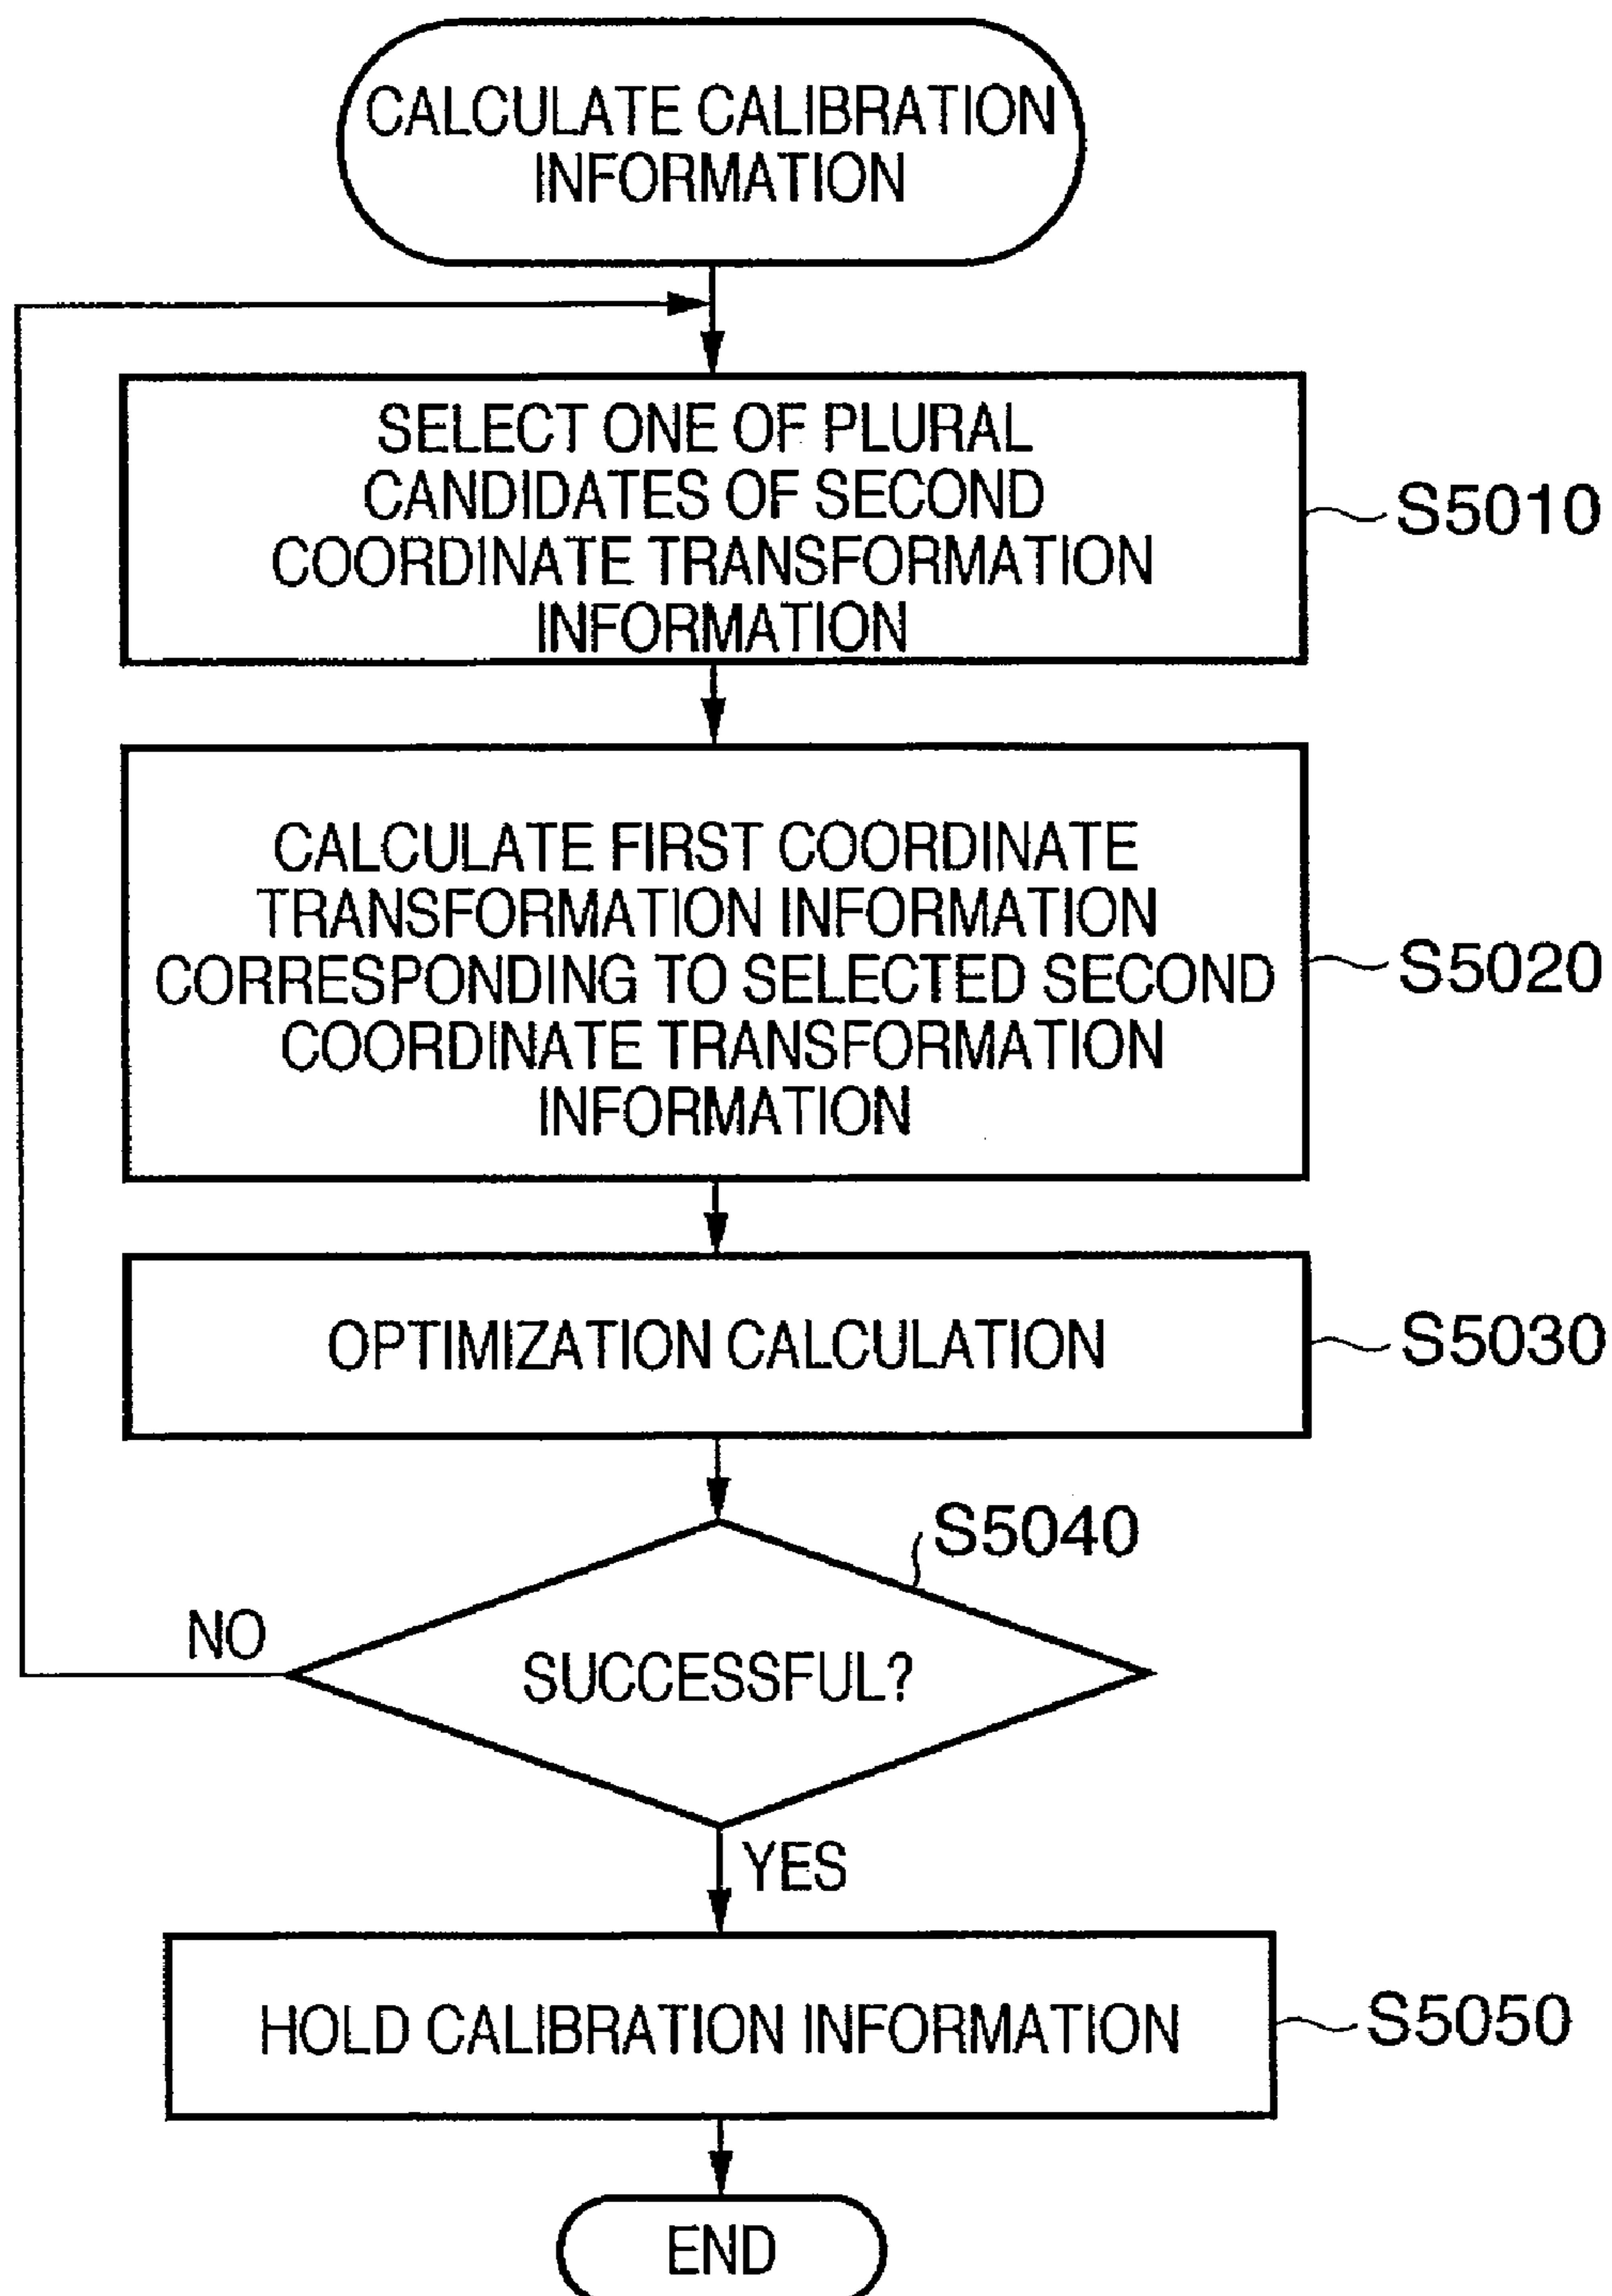 CALCULATE CALIBRATION
INFORMATION
SELECT ONE OF PLURAL
CANDIDATES OF SECOND
COORDINATE TRANSFORMATION
INFORMATION
S5010
CALCULATE FIRST COORDINATE
TRANSFORMATION INFORMATION
CORRESPONDING TO SELECTED SECOND
COORDINATE TRANSFORMATION
INFORMATION
S5020
OPTIMIZATION CALCULATION
S5030
S5040
NO
SUCCESSFUL?
YES
HOLD CALIBRATION INFORMATION
S5050
END